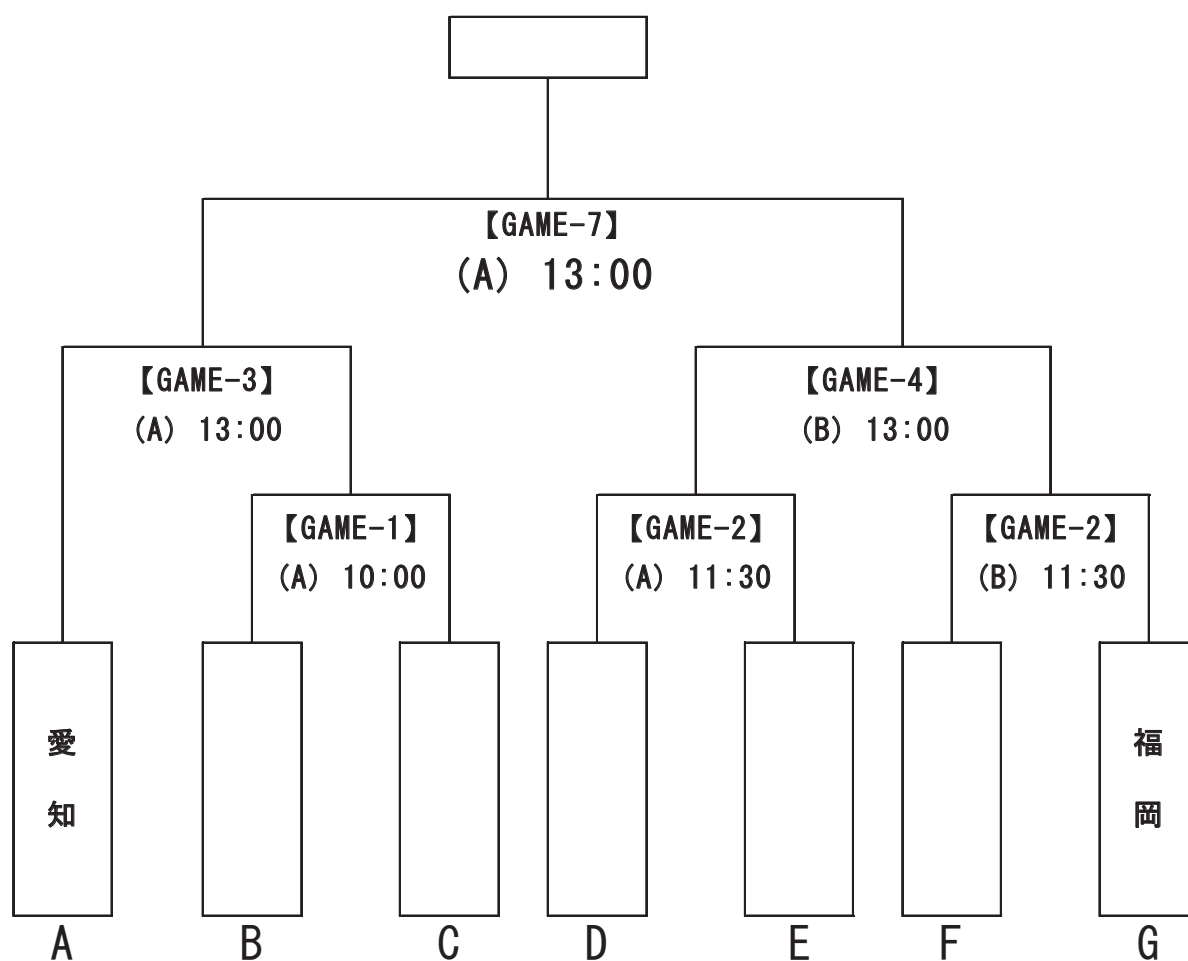 【GAME-7】
(A) 13:00
【GAME-3】
(A) 13:00
【GAME-4】
(B) 13:00
【GAME-1】
(A) 10:00
【GAME-2】
(A) 11:30
【GAME-2】
(B) 11:30
愛知
福岡
A B C D E F G